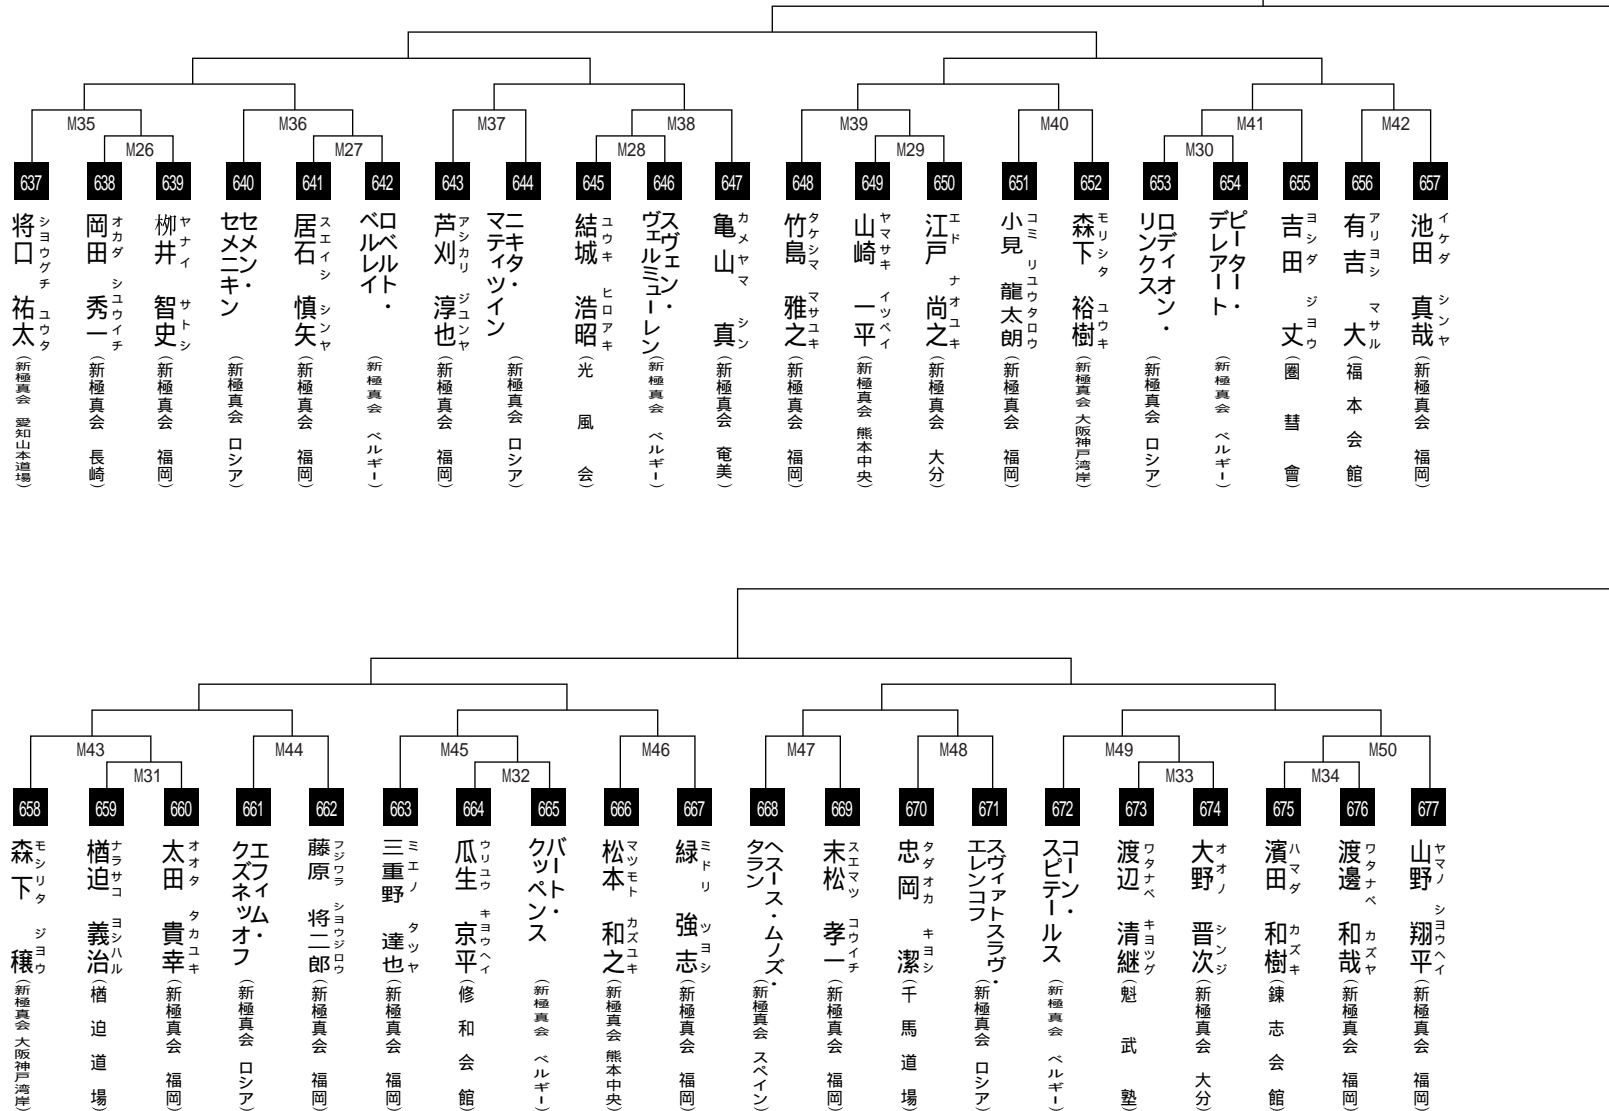 M35
M36
M37
M38
M39
M40
M41
M42
M26
M27
M28
M29
M30
637
将口 祐太 ショウグチ ユウタ (新極真会 愛知山本道場)
638
岡田 秀一 オカダ シュウイチ (新極真会 長崎)
639
栁井 智史 ヤナイ サトシ (新極真会 福岡)
640
セメン・セメニキン (新極真会 ロシア)
641
居石 慎矢 スエイシ シンヤ (新極真会 福岡)
642
ロベルト・ベルレイ (新極真会 ベルギー)
643
芦刈 淳也 アシカリ ジュンヤ (新極真会 福岡)
644
ニキタ・マティツイン (新極真会 ロシア)
645
結城 浩昭 ユウキ ヒロアキ (光風会)
646
スヴェン・ヴェルミューレン (新極真会 ベルギー)
647
亀山 真 カメヤマ シン (新極真会 奄美)
648
竹島 雅之 タケシマ マサユキ (新極真会 福岡)
649
山崎 一平 ヤマサキ イッペイ (新極真会 熊本中央)
650
江戸 尚之 エド ナオユキ (新極真会 大分)
651
小見 龍太朗 コミ リュウタロウ (新極真会 福岡)
652
森下 裕樹 モリシタ ユウキ (新極真会 大阪神戸湾岸)
653
ロディオン・リンクス (新極真会 ロシア)
654
ピーター・デレアート (新極真会 ベルギー)
655
吉田 丈 ヨシダ ジョウ (圏彗會)
656
有吉 大 アリヨシ マサル (福本会館)
657
池田 真哉 イケダ シンヤ (新極真会 福岡)
M43
M44
M45
M46
M47
M48
M49
M50
M31
M32
M33
M34
658
森下 穣 モシリタ ジョウ (新極真会 大阪神戸湾岸)
659
楢迫 義治 ナラサコ ヨシハル (楢迫道場)
660
太田 貴幸 オオタ タカユキ (新極真会 福岡)
661
エフィム・クズネッオフ (新極真会 ロシア)
662
藤原 将二郎 フジワラ ショウジロウ (新極真会 福岡)
663
三重野 達也 ミエノ タツヤ (新極真会 福岡)
664
瓜生 京平 ウリュウ キョウヘイ (修和会館)
665
バート・クッペンス (新極真会 ベルギー)
666
松本 和之 マツモト カズユキ (新極真会 熊本中央)
667
緑 強志 ミドリ ツヨシ (新極真会 福岡)
668
ヘスース・ムノズ・タラン (新極真会 スペイン)
669
末松 孝一 スエマツ コウイチ (新極真会 福岡)
670
忠岡 潔 タダオカ キヨシ (千馬道場)
671
スヴィアトスラヴ・エレンコフ (新極真会 ロシア)
672
コーン・スピテールス (新極真会 ベルギー)
673
渡辺 清継 ワタナベ キヨツグ (魁武塾)
674
大野 晋次 オオノ シンジ (新極真会 大分)
675
濱田 和樹 ハマダ カズキ (錬志会館)
676
渡邊 和哉 ワタナベ カズヤ (新極真会 福岡)
677
山野 翔平 ヤマノ ショウヘイ (新極真会 福岡)